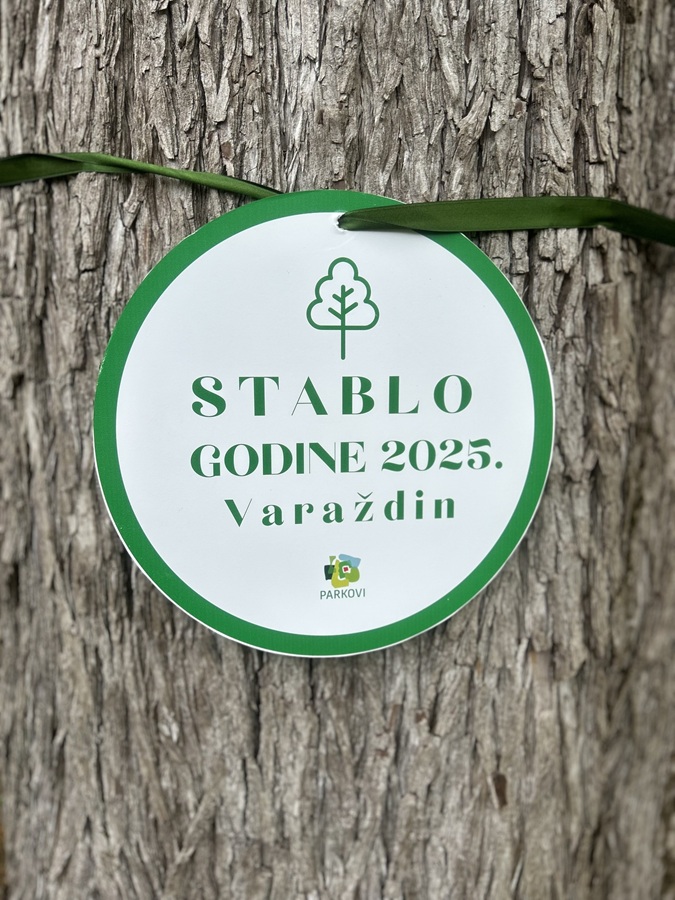 STABLO
GODINE 2025.
Varaždin
PARKOVI